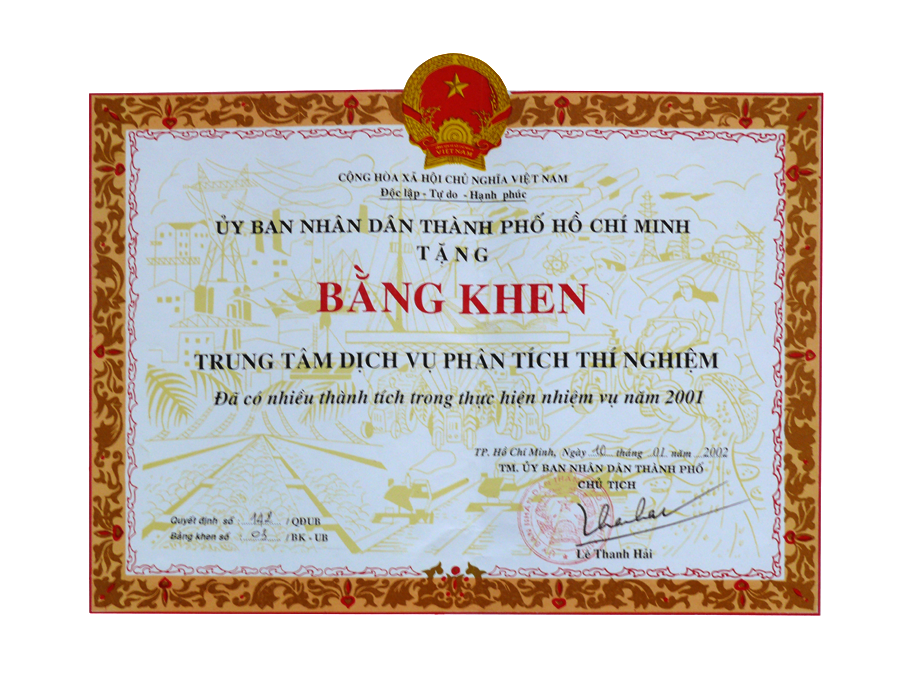 VIỆT NAM
CỘNG HÒA XÃ HỘI CHỦ NGHĨA VIỆT NAM
Độc lập - Tự do - Hạnh phúc
ỦY BAN NHÂN DÂN THÀNH PHỐ HỒ CHÍ MINH
TẶNG
BẰNG KHEN
TRUNG TÂM DỊCH VỤ PHÂN TÍCH THÍ NGHIỆM
Đã có nhiều thành tích trong thực hiện nhiệm vụ năm 2001
TP. Hồ Chí Minh, Ngày 10 tháng 01 năm 2002
TM. ỦY BAN NHÂN DÂN THÀNH PHỐ
CHỦ TỊCH
Quyết định số : 148 / QĐUB
Bằng khen số : 03 / BK - UB
Lê Thanh Hải